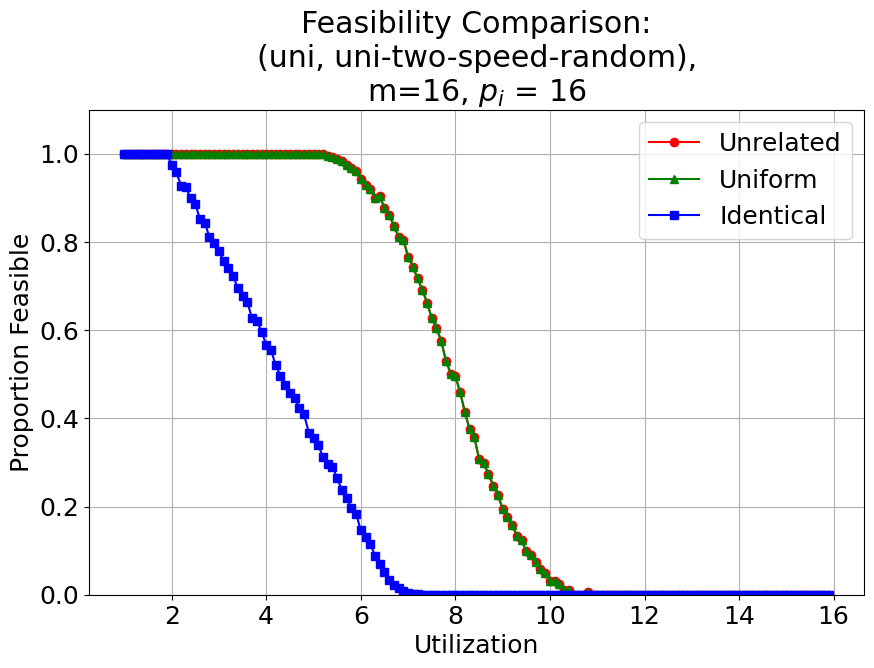 Feasibility Comparison:
(uni, uni-two-speed-random),
m=16, $p_i$ = 16
Unrelated
Uniform
Identical
Proportion Feasible
1.0
0.8
0.6
0.4
0.2
0.0
2 4 6 8 10 12 14 16
Utilization